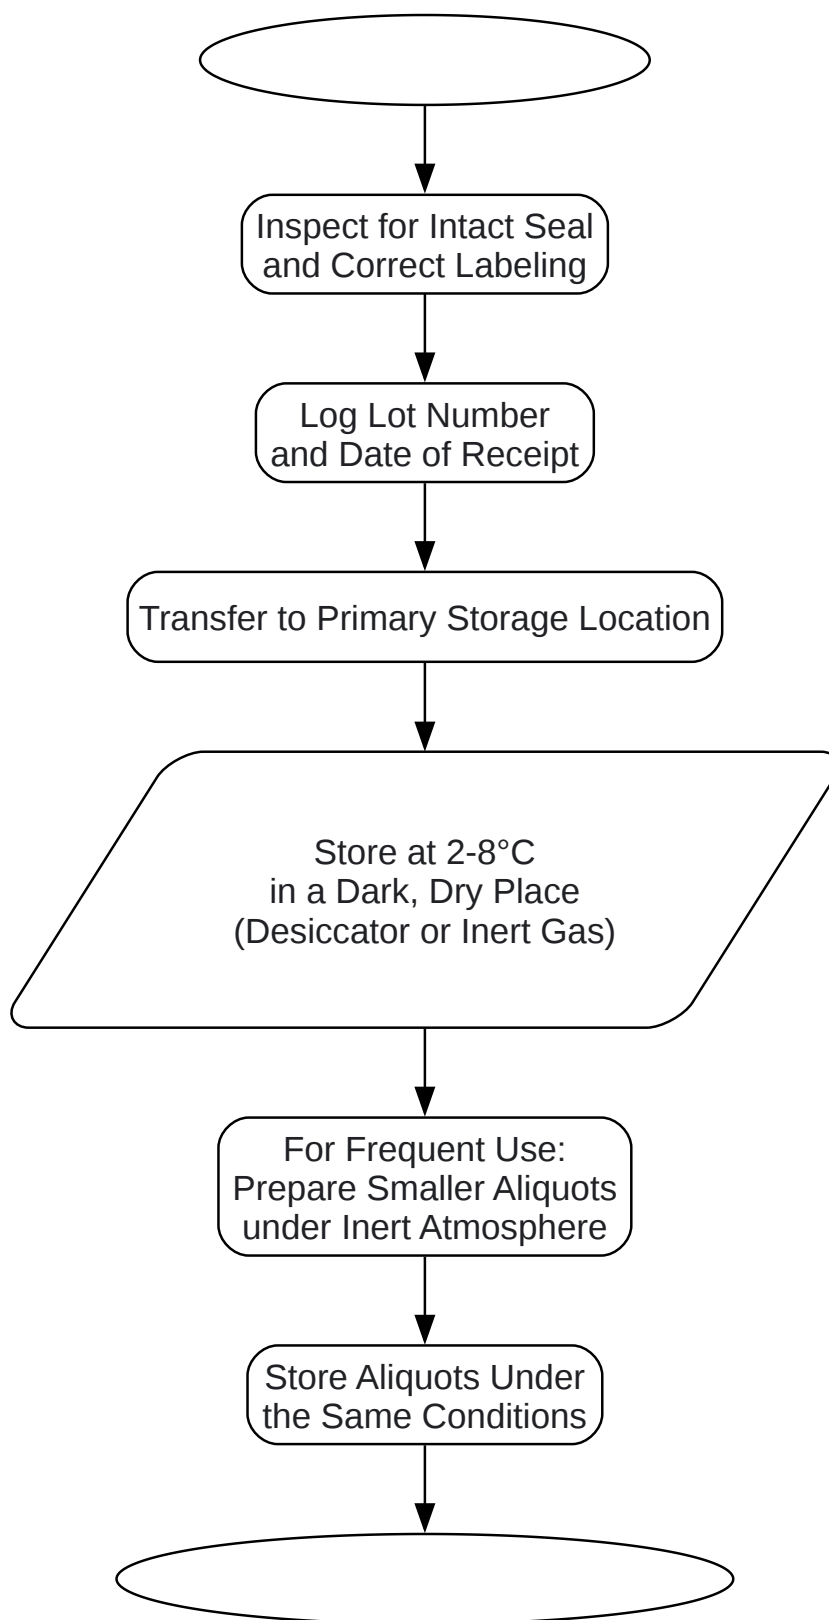 Inspect for Intact Seal
and Correct Labeling
Log Lot Number
and Date of Receipt
Transfer to Primary Storage Location
Store at 2-8°C
in a Dark, Dry Place
(Desiccator or Inert Gas)
For Frequent Use:
Prepare Smaller Aliquots
under Inert Atmosphere
Store Aliquots Under
the Same Conditions